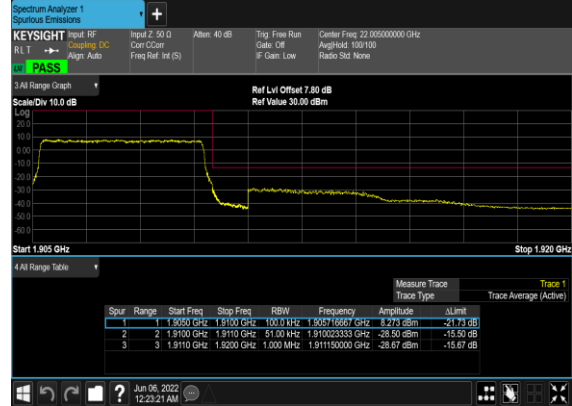 Spectrum Analyzer 1
Spurious Emissions
KEYSIGHT Input: RF Input Z: 50 Ω Atten: 40 dB Trig: Free Run Center Freq: 22.005000000 GHz
RLT Coupling: DC Corr CCorr Gate: Off Avg|Hold: 100/100
Align: Auto Freq Ref: Int (S) IF Gain: Low Radio Std: None
PASS
3 All Range Graph
Ref Lvl Offset 7.80 dB
Scale/Div 10.0 dB Ref Value 30.00 dBm
Log
20.0
10.0
0.00
-10.0
-20.0
-30.0
-40.0
-50.0
-60.0
Start 1.905 GHz Stop 1.920 GHz
4 All Range Table
Measure Trace Trace 1
Trace Type Trace Average (Active)
Spur Range Start Freq Stop Freq RBW Frequency Amplitude ΔLimit
1 1 1.9050 GHz 1.9100 GHz 100.0 kHz 1.905716667 GHz 8.273 dBm -21.73 dB
2 2 1.9100 GHz 1.9110 GHz 51.00 kHz 1.910023333 GHz -28.50 dBm -15.50 dB
3 3 1.9110 GHz 1.9200 GHz 1.000 MHz 1.911150000 GHz -28.67 dBm -15.67 dB
Jun 06, 2022
12:23:21 AM